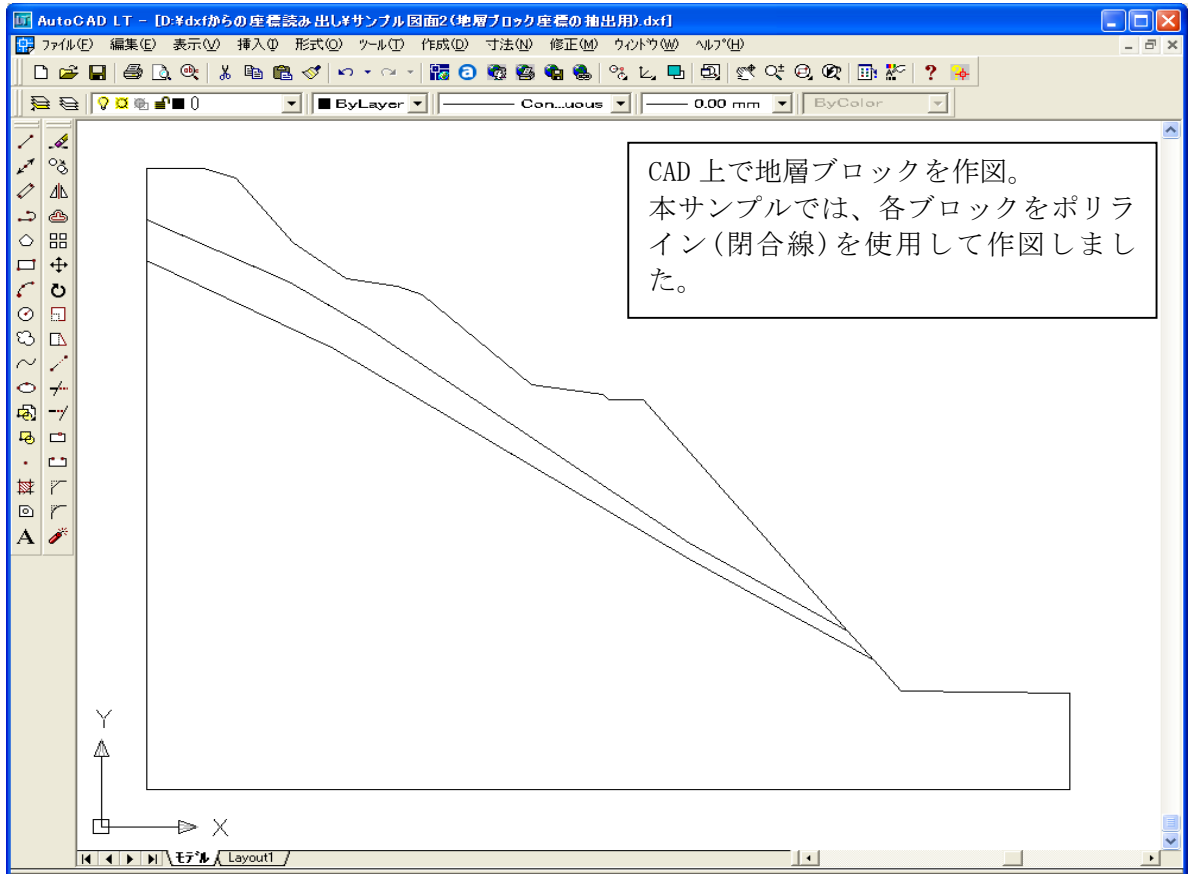 AutoCAD LT - [D:¥dxfからの座標読み出し¥サンプル図面2(地層ブロック座標の抽出用).dxf]
ファイル(F) 編集(E) 表示(V) 挿入(I) 形式(O) ツール(T) 作成(D) 寸法(N) 修正(M) ウィンドウ(W) ヘルプ(H)
0 ByLayer Con...uous 0.00 mm ByColor
CAD 上で地層ブロックを作図。
本サンプルでは、各ブロックをポリラ
イン(閉合線)を使用して作図しまし
た。
A
Y
X
モデル Layout1